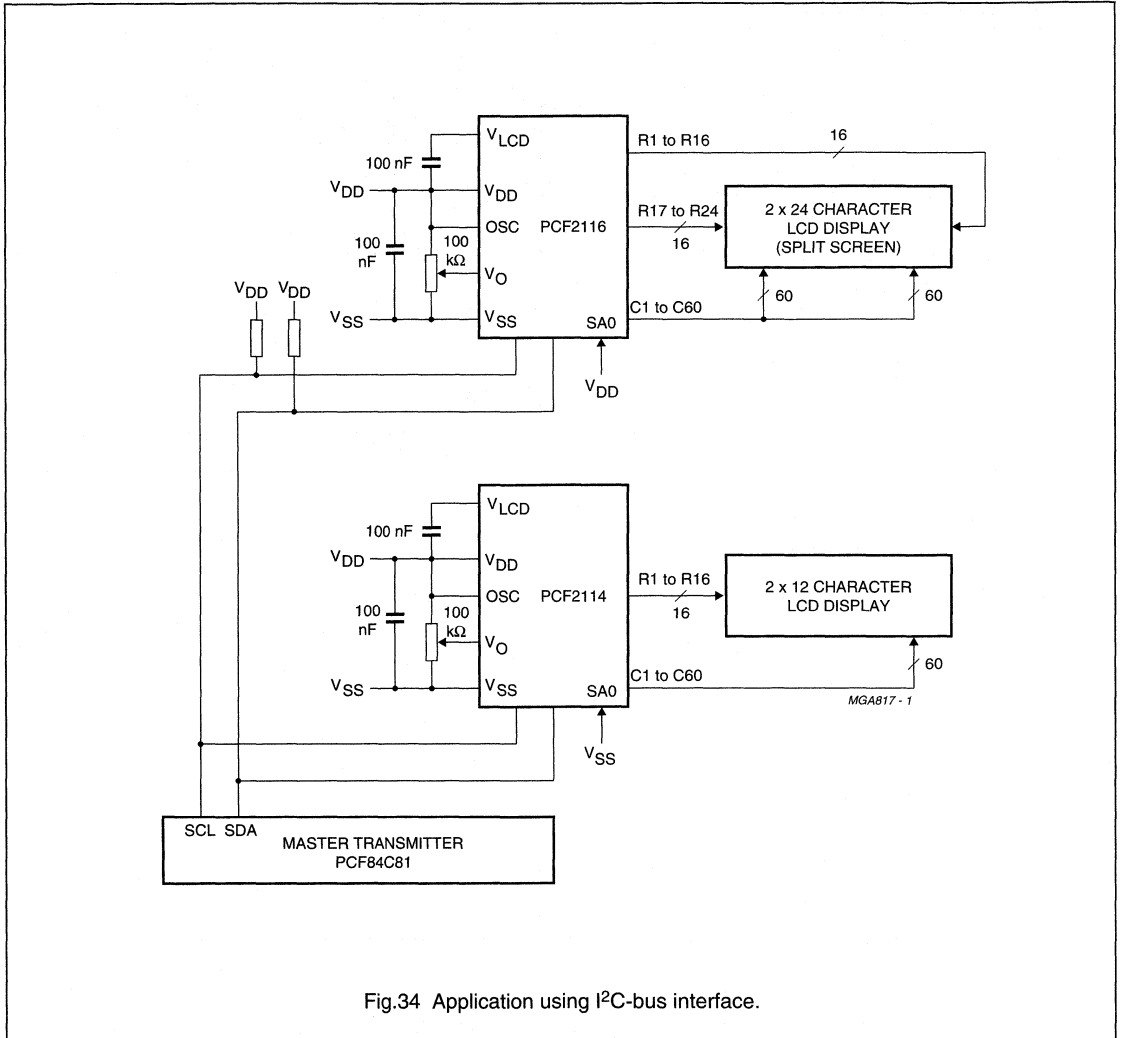 VLCD
100 nF
VDD
VDD
OSC
100 kΩ
100 nF
VO
VSS
VSS
PCF2116
SA0
VDD
R1 to R16
16
R17 to R24
16
C1 to C60
60
60
2 x 24 CHARACTER
LCD DISPLAY
(SPLIT SCREEN)
VDD
VDD
VLCD
100 nF
VDD
VDD
OSC
100 kΩ
100 nF
VO
VSS
VSS
PCF2114
SA0
VSS
R1 to R16
16
C1 to C60
60
2 x 12 CHARACTER
LCD DISPLAY
MGA817 - 1
SCL SDA
MASTER TRANSMITTER
PCF84C81
Fig.34 Application using I²C-bus interface.